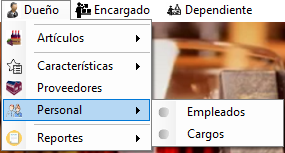 Dueño Encargado Dependiente
Artículos
Características
Proveedores
Personal
Empleados
Cargos
Reportes